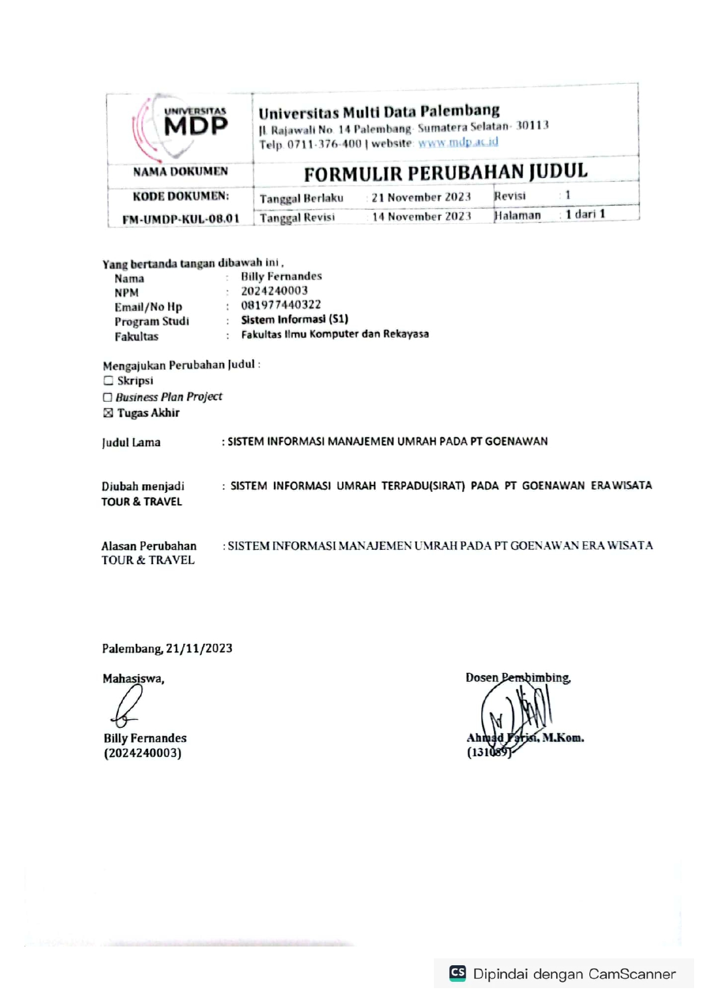 UNIVERSITAS
MDP
Universitas Multi Data Palembang
Jl. Rajawali No. 14 Palembang- Sumatera Selatan- 30113
Telp. 0711-376-400 | website: www.mdp.ac.id
NAMA DOKUMEN
FORMULIR PERUBAHAN JUDUL
KODE DOKUMEN:
FM-UMDP-KUL-08.01
Tanggal Berlaku : 21 November 2023 Revisi : 1
Tanggal Revisi : 14 November 2023 Halaman : 1 dari 1
Yang bertanda tangan dibawah ini ,
Nama : Billy Fernandes
NPM : 2024240003
Email/No Hp : 081977440322
Program Studi : Sistem Informasi (S1)
Fakultas : Fakultas Ilmu Komputer dan Rekayasa
Mengajukan Perubahan Judul :
☐ Skripsi
☐ Business Plan Project
☒ Tugas Akhir
Judul Lama : SISTEM INFORMASI MANAJEMEN UMRAH PADA PT GOENAWAN
Diubah menjadi : SISTEM INFORMASI UMRAH TERPADU(SIRAT) PADA PT GOENAWAN ERA WISATA
TOUR & TRAVEL
Alasan Perubahan : SISTEM INFORMASI MANAJEMEN UMRAH PADA PT GOENAWAN ERA WISATA
TOUR & TRAVEL
Palembang, 21/11/2023
Mahasiswa,
Billy Fernandes
(2024240003)
Dosen Pembimbing,
Ahmad Farisi, M.Kom.
(131089)
CS Dipindai dengan CamScanner